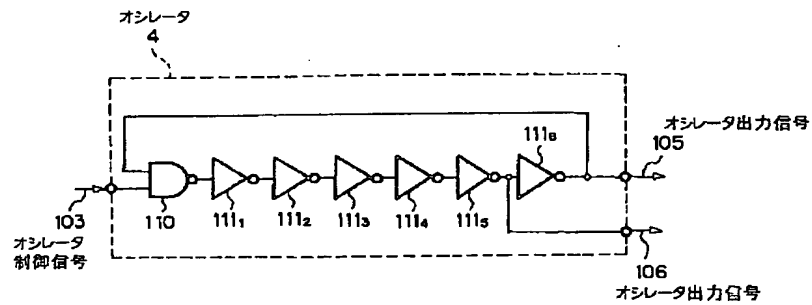 オシレータ
4
111₆
オシレータ出力信号
105
110
111₁
111₂
111₃
111₄
111₅
103
オシレータ
制御信号
106
オシレータ出力信号